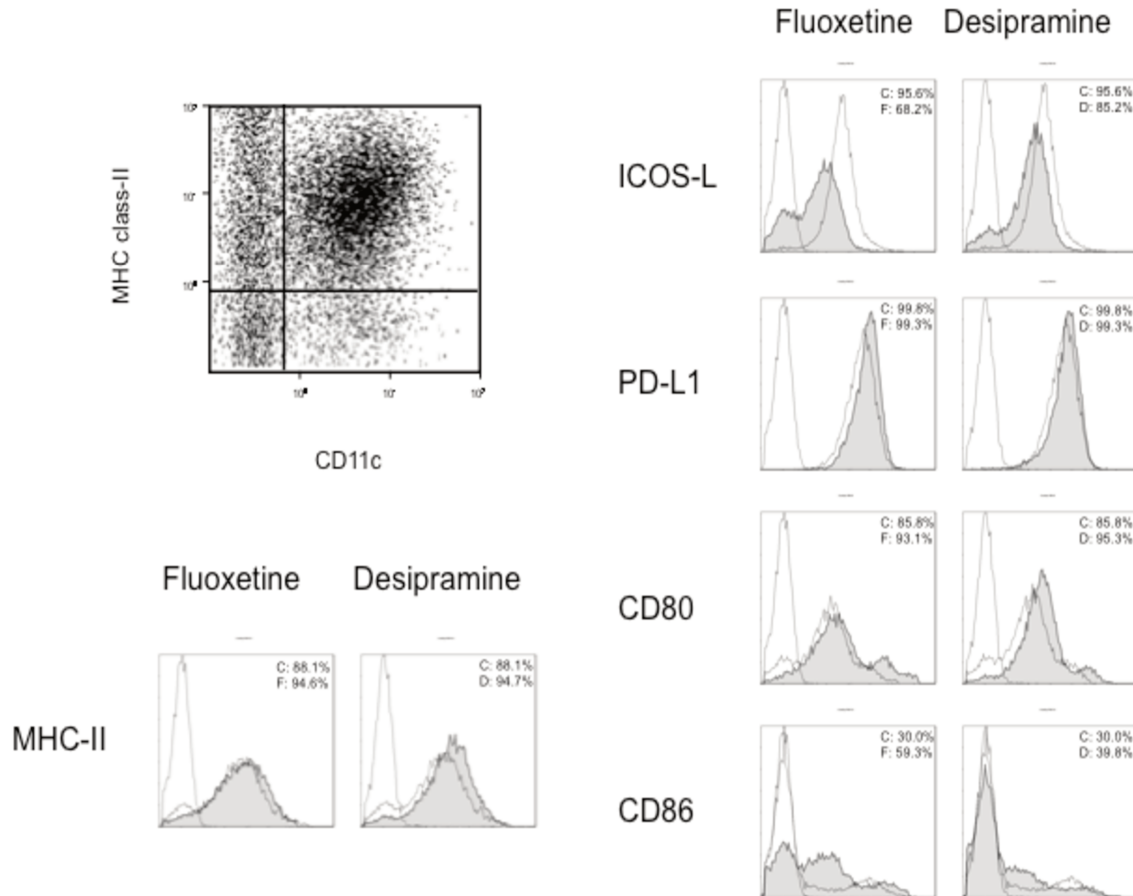 Fluoxetine Desipramine
MHC class-II
CD11c
ICOS-L
C: 95.6%
F: 68.2%
C: 95.6%
D: 85.2%
PD-L1
C: 99.8%
F: 99.3%
C: 99.8%
D: 99.3%
CD80
C: 85.8%
F: 93.1%
C: 85.8%
D: 95.3%
CD86
C: 30.0%
F: 59.3%
C: 30.0%
D: 39.8%
Fluoxetine Desipramine
MHC-II
C: 88.1%
F: 94.6%
C: 88.1%
D: 94.7%